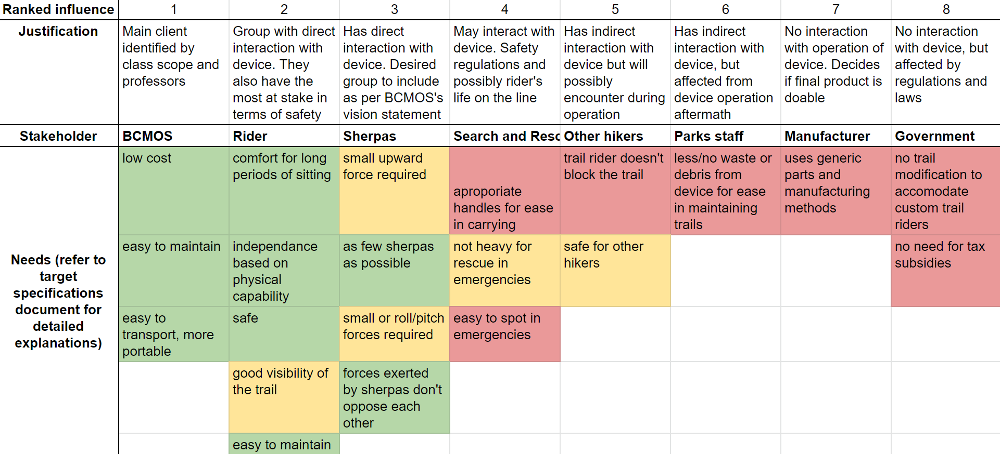 Ranked influence 1 2 3 4 5 6 7 8
Justification
Main client
identified by
class scope and
professors
Group with direct
interaction with
device. They
also have the
most at stake in
terms of safety
Has direct
interaction with
device. Desired
group to include
as per BCMOS's
vision statement
May interact with
device. Safety
regulations and
possibly rider's
life on the line
Has indirect
interaction with
device but will
possibly
encounter during
operation
Has indirect
interaction with
device, but
affected from
device operation
aftermath
No interaction
with operation of
device. Decides
if final product is
doable
No interaction
with device, but
affected by
regulations and
laws
Stakeholder BCMOS Rider Sherpas Search and Resc Other hikers Parks staff Manufacturer Government
Needs (refer to
target
specifications
document for
detailed
explanations)
low cost
comfort for long
periods of sitting
small upward
force required
aproporiate
handles for ease
in carrying
trail rider doesn't
block the trail
less/no waste or
debris from
device for ease
in maintaining
trails
uses generic
parts and
manufacturing
methods
no trail
modification to
accomodate
custom trail
riders
easy to maintain
independance
based on
physical
capability
as few sherpas
as possible
not heavy for
rescue in
emergencies
safe for other
hikers
no need for tax
subsidies
easy to
transport, more
portable
safe
small or roll/pitch
forces required
easy to spot in
emergencies
good visibility of
the trail
forces exerted
by sherpas don't
oppose each
other
easy to maintain